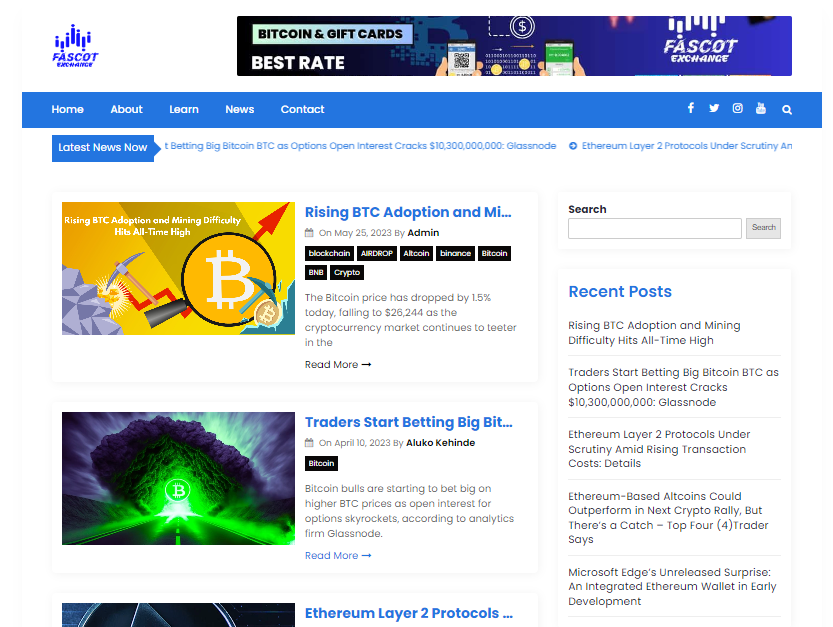 FASCOT
EXCHANGE
BITCOIN & GIFT CARDS
BEST RATE
FASCOT
EXCHANGE
Home About Learn News Contact
Latest News Now
t Betting Big Bitcoin BTC as Options Open Interest Cracks $10,300,000,000: Glassnode
Ethereum Layer 2 Protocols Under Scrutiny An
Rising BTC Adoption and Mining Difficulty
Hits All-Time High
Rising BTC Adoption and Mi...
On May 25, 2023 By Admin
blockchain AIRDROP Altcoin binance Bitcoin
BNB Crypto
The Bitcoin price has dropped by 1.5%
today, falling to $26,244 as the
cryptocurrency market continues to teeter
in the
Read More →
Traders Start Betting Big Bit...
On April 10, 2023 By Aluko Kehinde
Bitcoin
Bitcoin bulls are starting to bet big on
higher BTC prices as open interest for
options skyrockets, according to analytics
firm Glassnode.
Read More →
Ethereum Layer 2 Protocols ...
Search
Search
Recent Posts
Rising BTC Adoption and Mining
Difficulty Hits All-Time High
Traders Start Betting Big Bitcoin BTC as
Options Open Interest Cracks
$10,300,000,000: Glassnode
Ethereum Layer 2 Protocols Under
Scrutiny Amid Rising Transaction
Costs: Details
Ethereum-Based Altcoins Could
Outperform in Next Crypto Rally, But
There's a Catch – Top Four (4)Trader
Says
Microsoft Edge's Unreleased Surprise:
An Integrated Ethereum Wallet in Early
Development